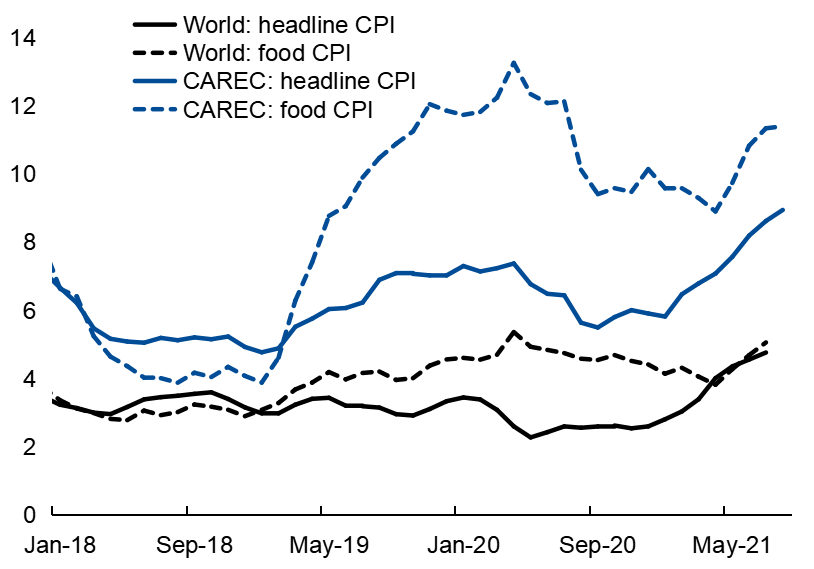 World: headline CPI
World: food CPI
CAREC: headline CPI
CAREC: food CPI
14
12
10
8
6
4
2
0
Jan-18 Sep-18 May-19 Jan-20 Sep-20 May-21